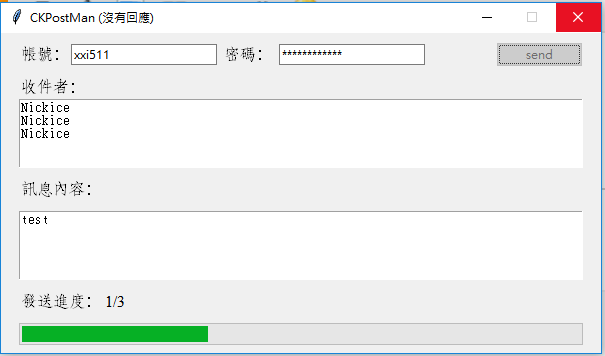 CKPostMan (沒有回應)
帳號： xxi511 密碼： ************ send
收件者：
Nickice
Nickice
Nickice
訊息內容：
test
發送進度： 1/3